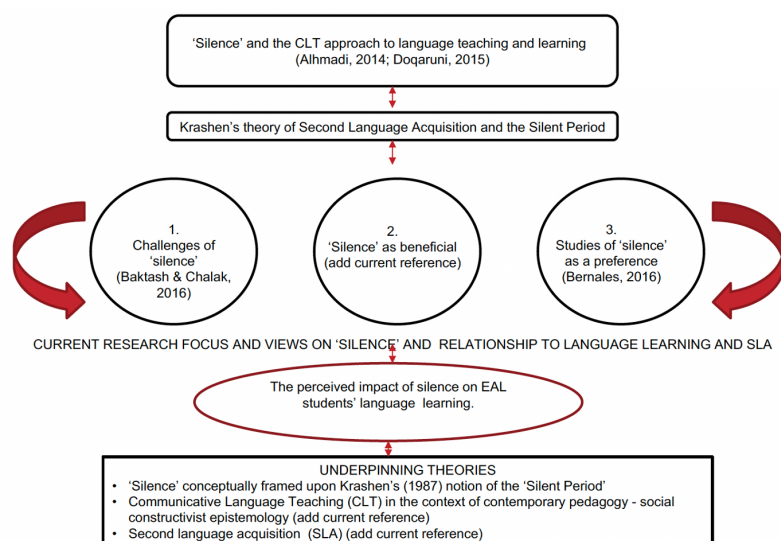 ‘Silence’ and the CLT approach to language teaching and learning
(Alhmadi, 2014; Doqaruni, 2015)
Krashen’s theory of Second Language Acquisition and the Silent Period
1.
Challenges of
‘silence’
(Baktash & Chalak,
2016)
2.
‘Silence’ as beneficial
(add current reference)
3.
Studies of ‘silence’
as a preference
(Bernales, 2016)
CURRENT RESEARCH FOCUS AND VIEWS ON ‘SILENCE’ AND RELATIONSHIP TO LANGUAGE LEARNING AND SLA
The perceived impact of silence on EAL
students’ language learning.
UNDERPINNING THEORIES
• ‘Silence’ conceptually framed upon Krashen’s (1987) notion of the ‘Silent Period’
• Communicative Language Teaching (CLT) in the context of contemporary pedagogy - social
constructivist epistemology (add current reference)
• Second language acquisition (SLA) (add current reference)